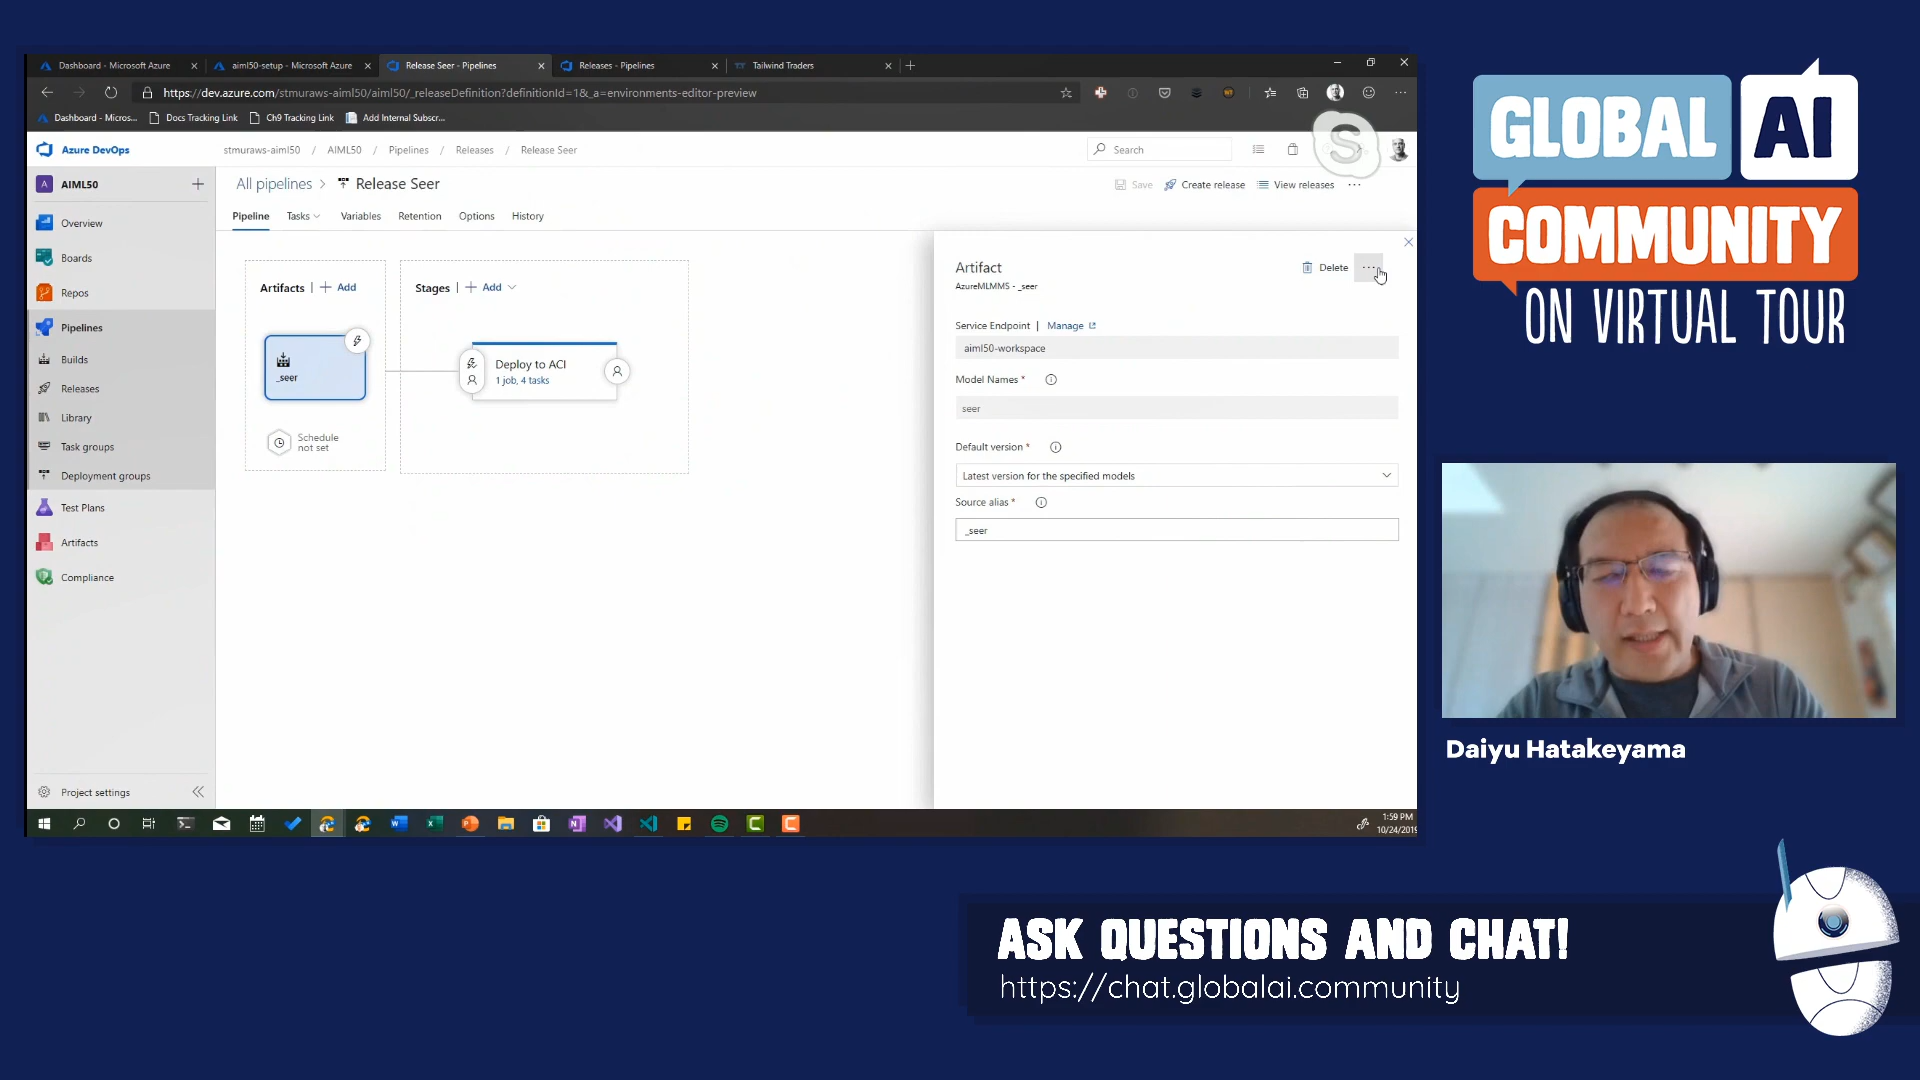 Dashboard - Microsoft Azure
aiml50-setup - Microsoft Azure
Release Seer - Pipelines
Releases - Pipelines
Tailwind Traders
https://dev.azure.com/stmuraws-aiml50/aiml50/_releaseDefinition?definitionId=1&_a=environments-editor-preview
Dashboard - Micros...
Docs Tracking Link
Ch9 Tracking Link
Add Internal Subscr...
Azure DevOps
stmuraws-aiml50 / AIML50 / Pipelines / Releases / Release Seer
Search
A AIML50
All pipelines > Release Seer
Save
Create release
View releases
Pipeline Tasks Variables Retention Options History
Overview
Boards
Repos
Pipelines
Builds
Releases
Library
Task groups
Deployment groups
Test Plans
Artifacts
Compliance
Project settings
Artifacts | + Add
Stages | + Add
_seer
Schedule
not set
Deploy to ACI
1 job, 4 tasks
Artifact
Delete
AzureMLMMS - _seer
Service Endpoint | Manage
aiml50-workspace
Model Names *
seer
Default version *
Latest version for the specified models
Source alias *
_seer
1:59 PM
10/24/2019
GLOBAL AI
COMMUNITY
ON VIRTUAL TOUR
Daiyu Hatakeyama
ASK QUESTIONS AND CHAT!
https://chat.globalai.community